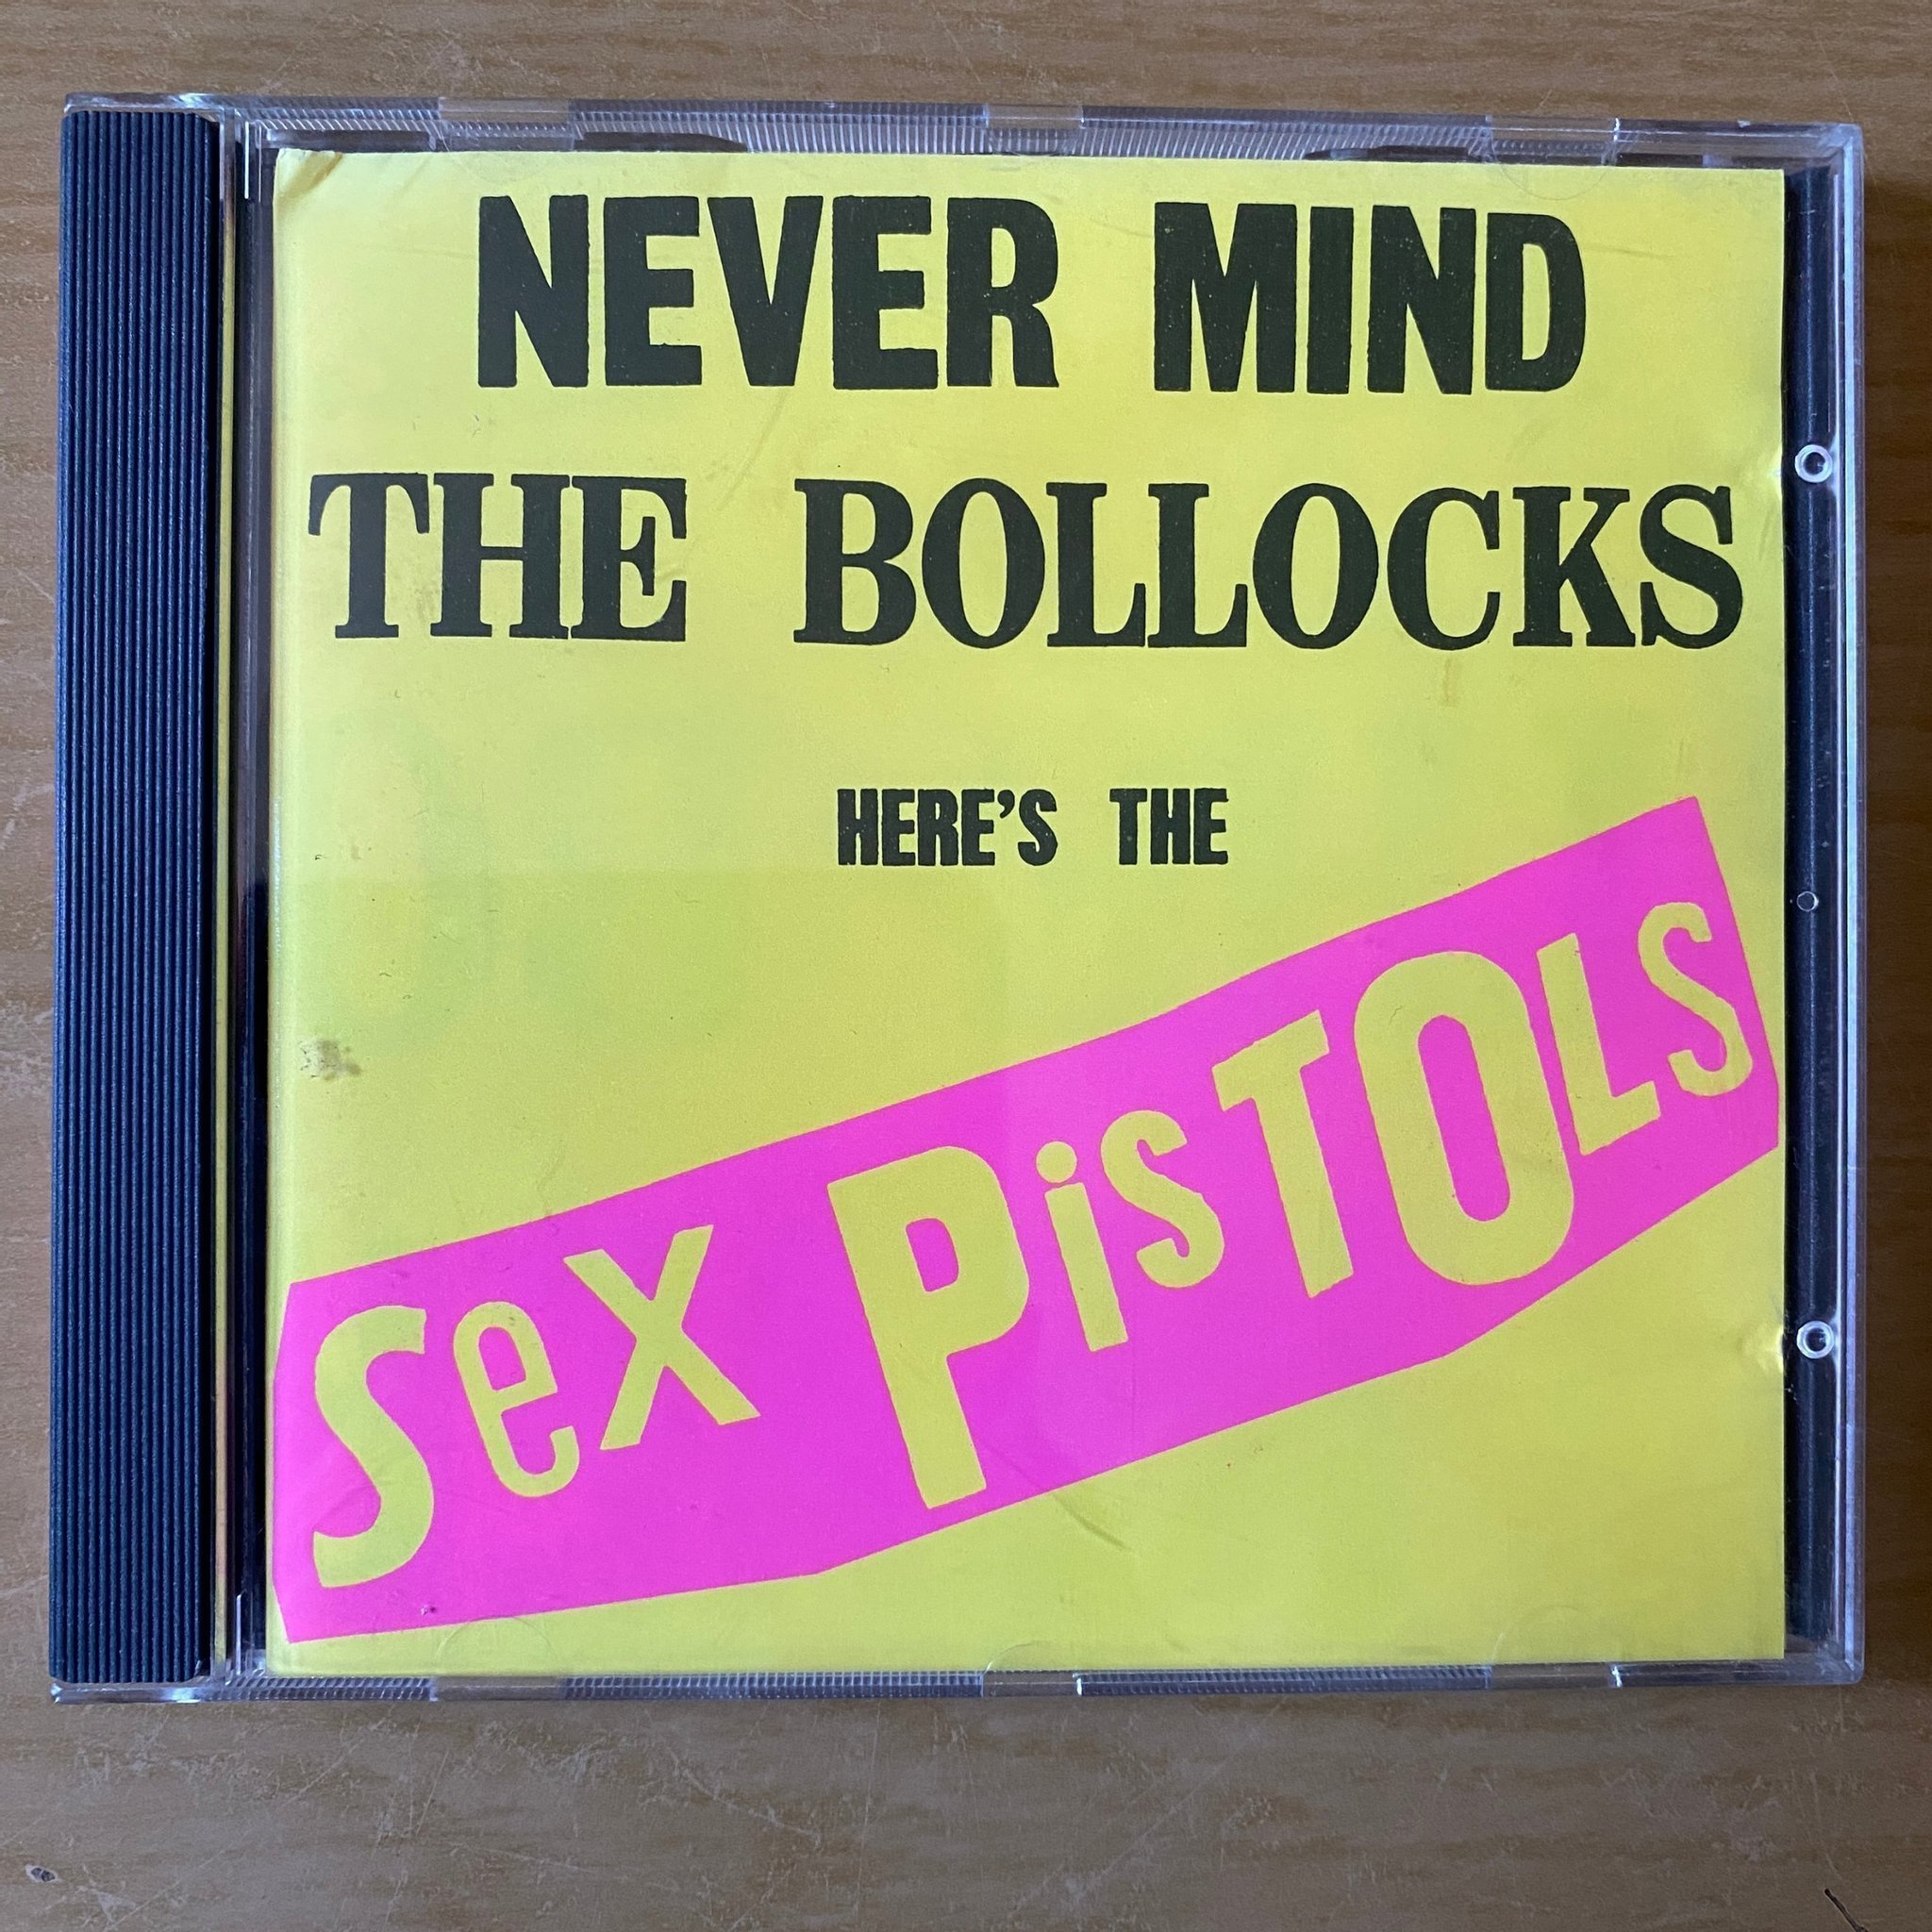 NEVER MIND
THE BOLLOCKS
HERE'S THE
Sex PisTOLS